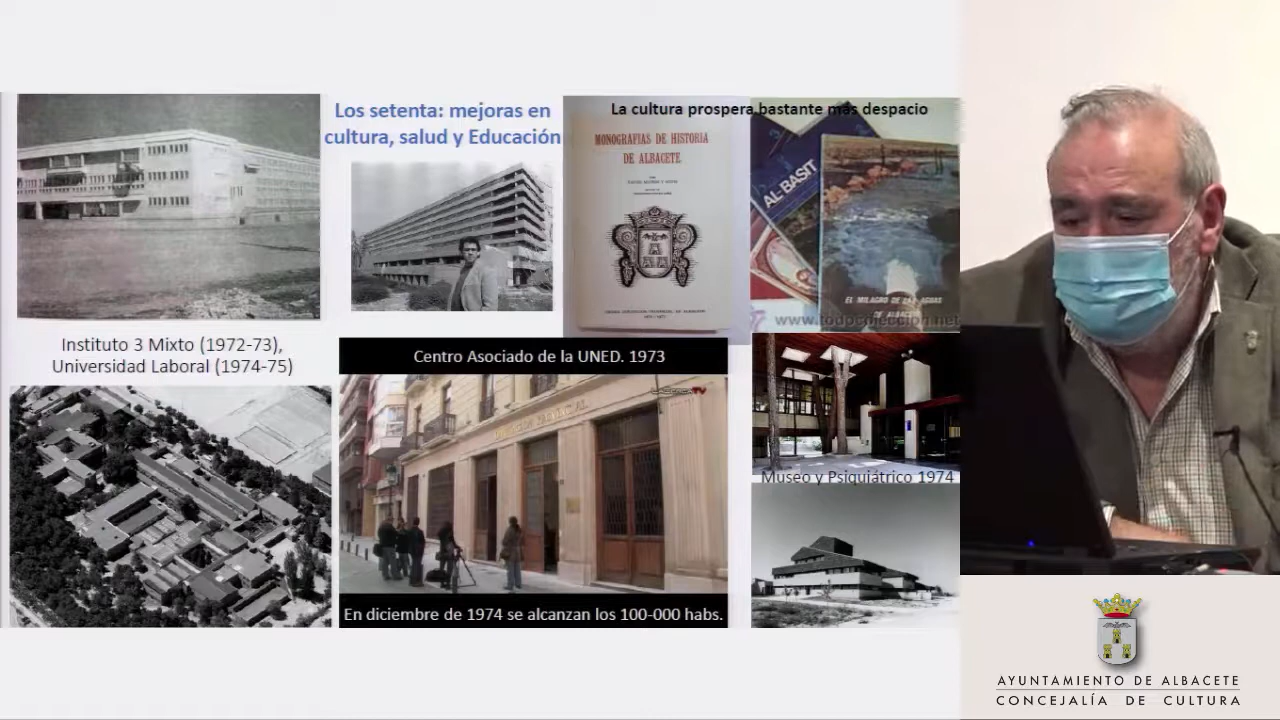 Los setenta: mejoras en
cultura, salud y Educación
La cultura prospera,bastante más despacio
MONOGRAFIAS DE HISTORIA
DE ALBACETE
AL-BASIT
EL MILAGRO DE LAS AGUAS
DE ALBACETE
www.todocoleccion.net
Instituto 3 Mixto (1972-73),
Universidad Laboral (1974-75)
Centro Asociado de la UNED. 1973
En diciembre de 1974 se alcanzan los 100-000 habs.
Museo y Psiquiátrico 1974
AYUNTAMIENTO DE ALBACETE
CONCEJALÍA DE CULTURA